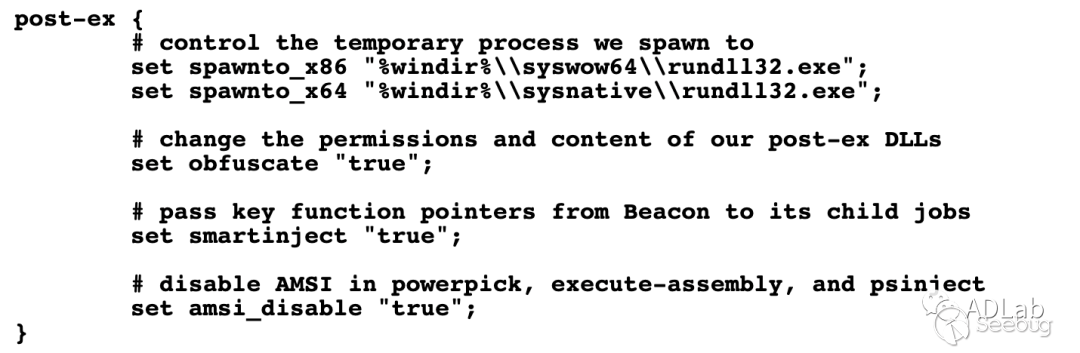 post-ex {
# control the temporary process we spawn to
set spawnto_x86 "%windir%\\syswow64\\rundll32.exe";
set spawnto_x64 "%windir%\\sysnative\\rundll32.exe";
# change the permissions and content of our post-ex DLLs
set obfuscate "true";
# pass key function pointers from Beacon to its child jobs
set smartinject "true";
# disable AMSI in powerpick, execute-assembly, and psinject
set amsi_disable "true";
}
ADLab
Seebug